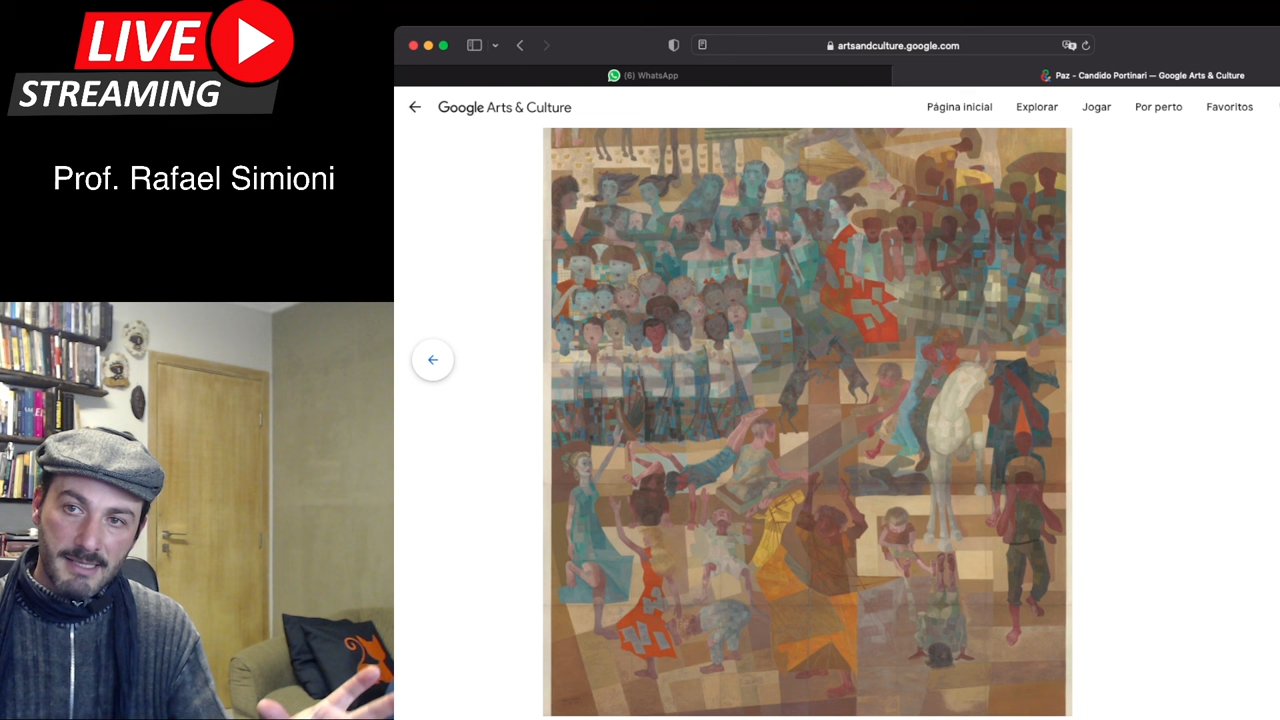 LIVE
STREAMING
Prof. Rafael Simioni
artsandculture.google.com
(6) WhatsApp
Paz - Candido Portinari — Google Arts & Culture
Google Arts & Culture
Página inicial
Explorar
Jogar
Por perto
Favoritos